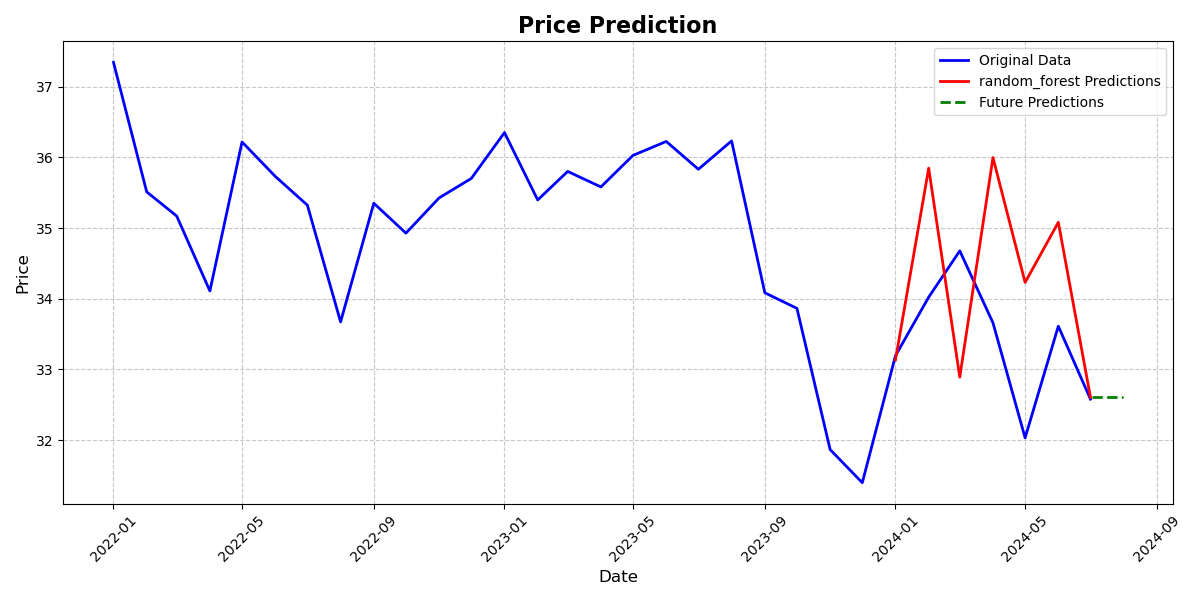 Price Prediction
Original Data
random_forest Predictions
Future Predictions
Price
37
36
35
34
33
32
2022-01
2022-05
2022-09
2023-01
2023-05
2023-09
2024-01
2024-05
2024-09
Date